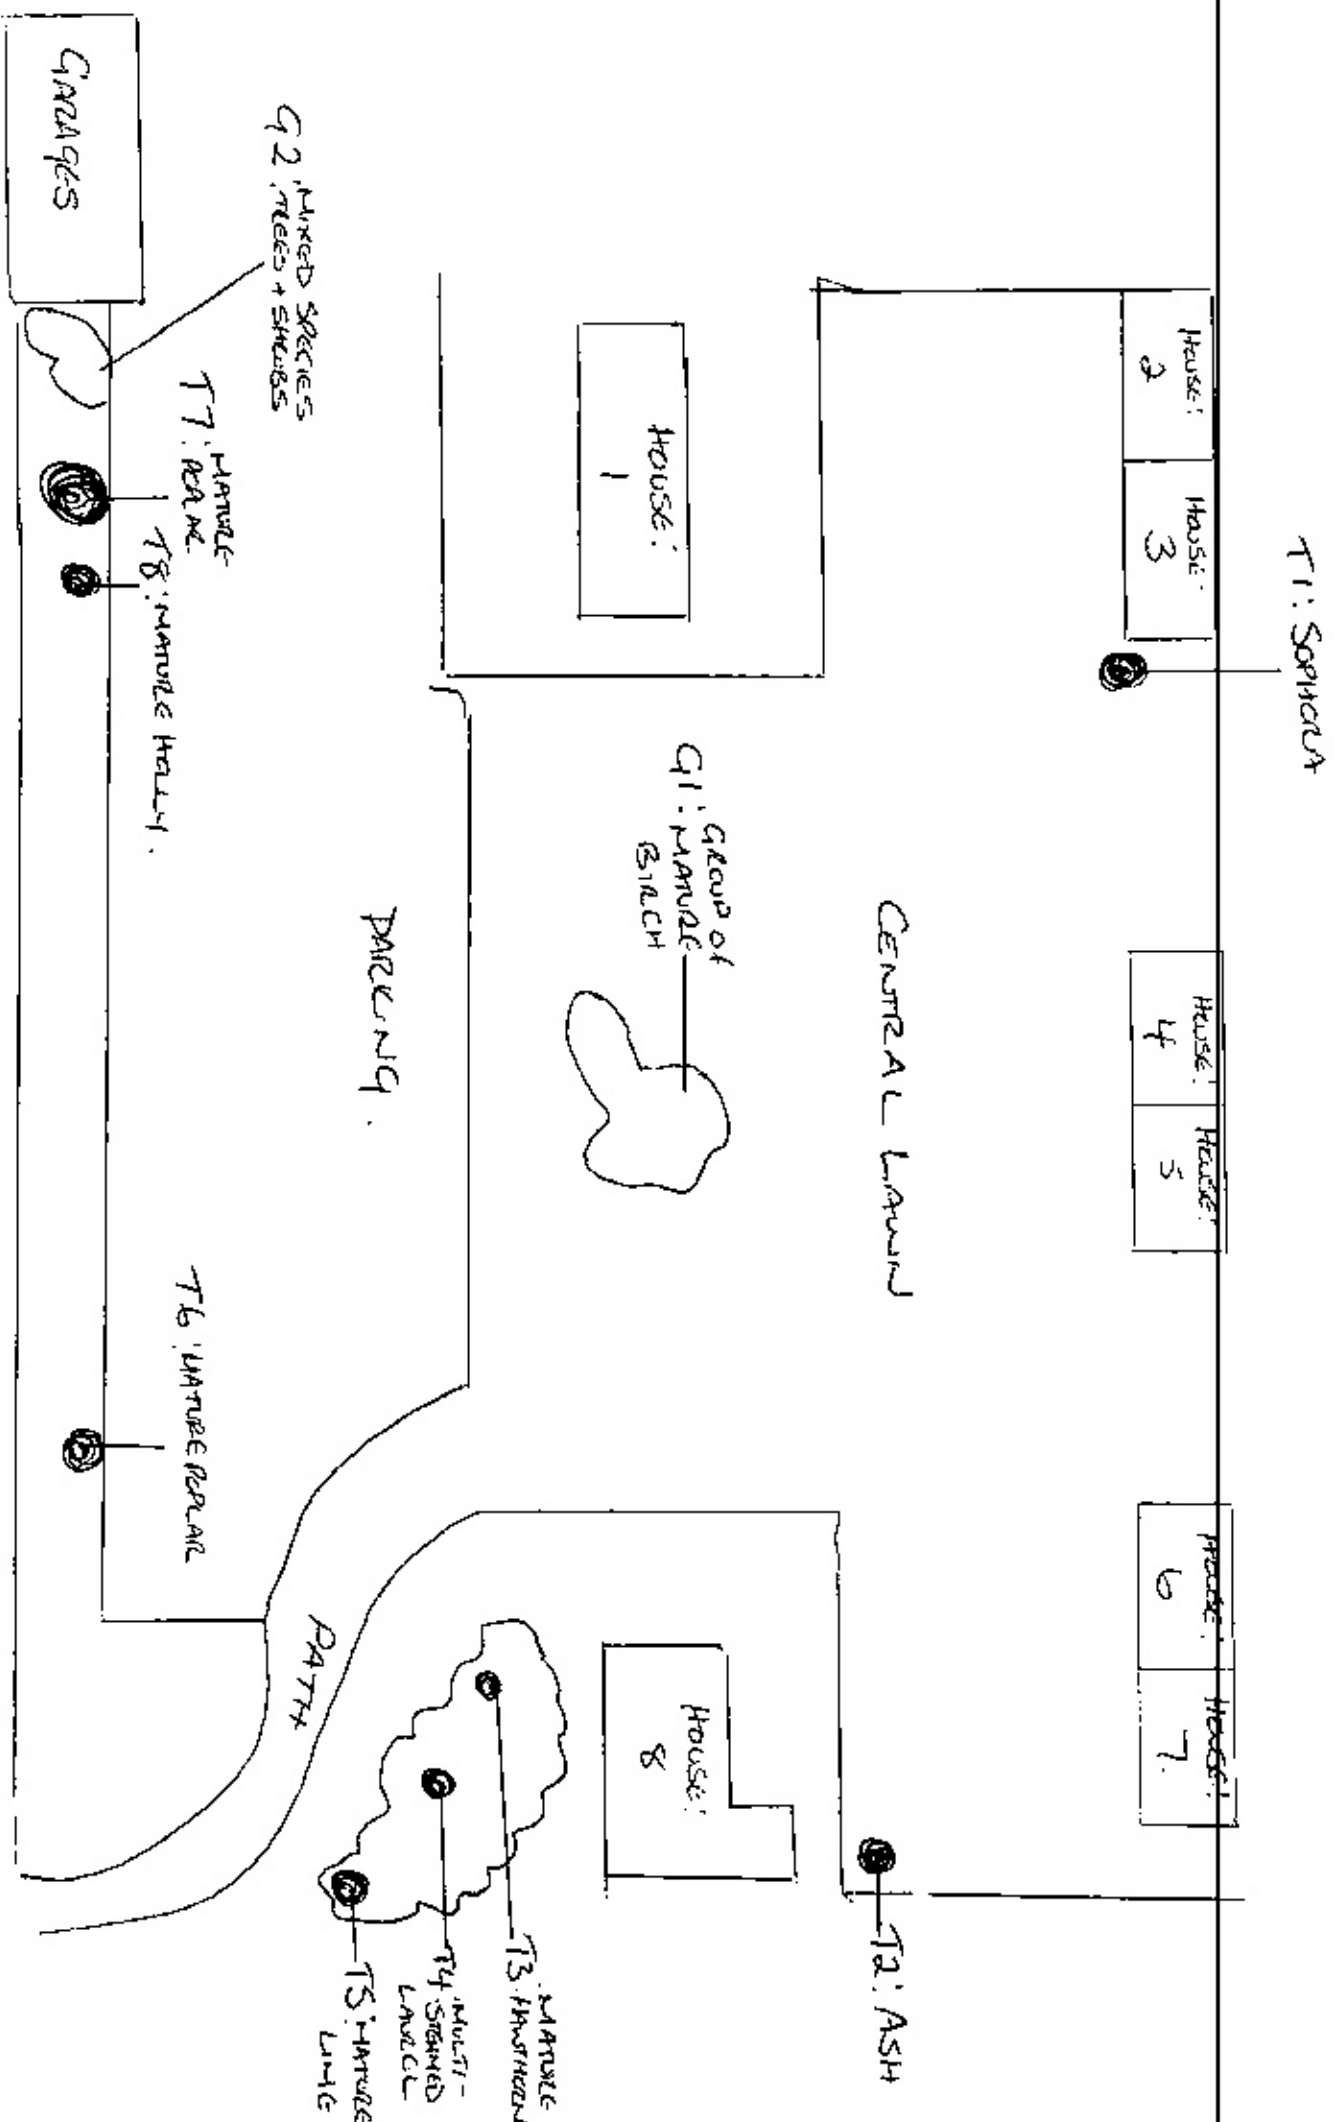 T1: SOPHORA
HOUSE:
2
HOUSE:
3
HOUSE:
4
HOUSE:
5
HOUSE:
6
HOUSE:
7
T2: ASH
CENTRAL LAWN
HOUSE:
1
G1: GROUP OF
MATURE
BIRCH
HOUSE:
8
T3: MATURE
HAWTHORN
T4: MULTI-
STEMMED
LAUREL
T5: MATURE
LIME
PARKING.
PATH
G2: MIXED SPECIES
TREES + SHRUBS
T7: MATURE
POPLAR
T8: MATURE HOLLY.
T6: MATURE POPLAR
GARAGES